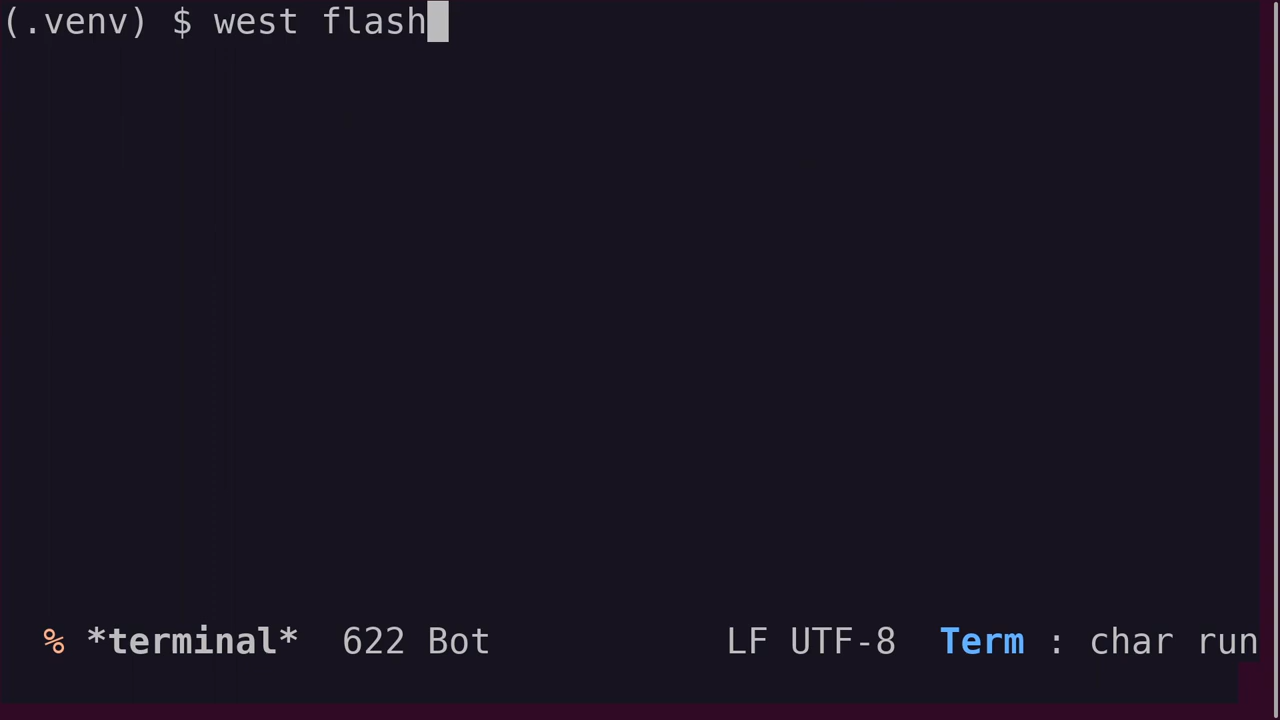 (.venv) $ west flash
% *terminal* 622 Bot LF UTF-8 Term : char run